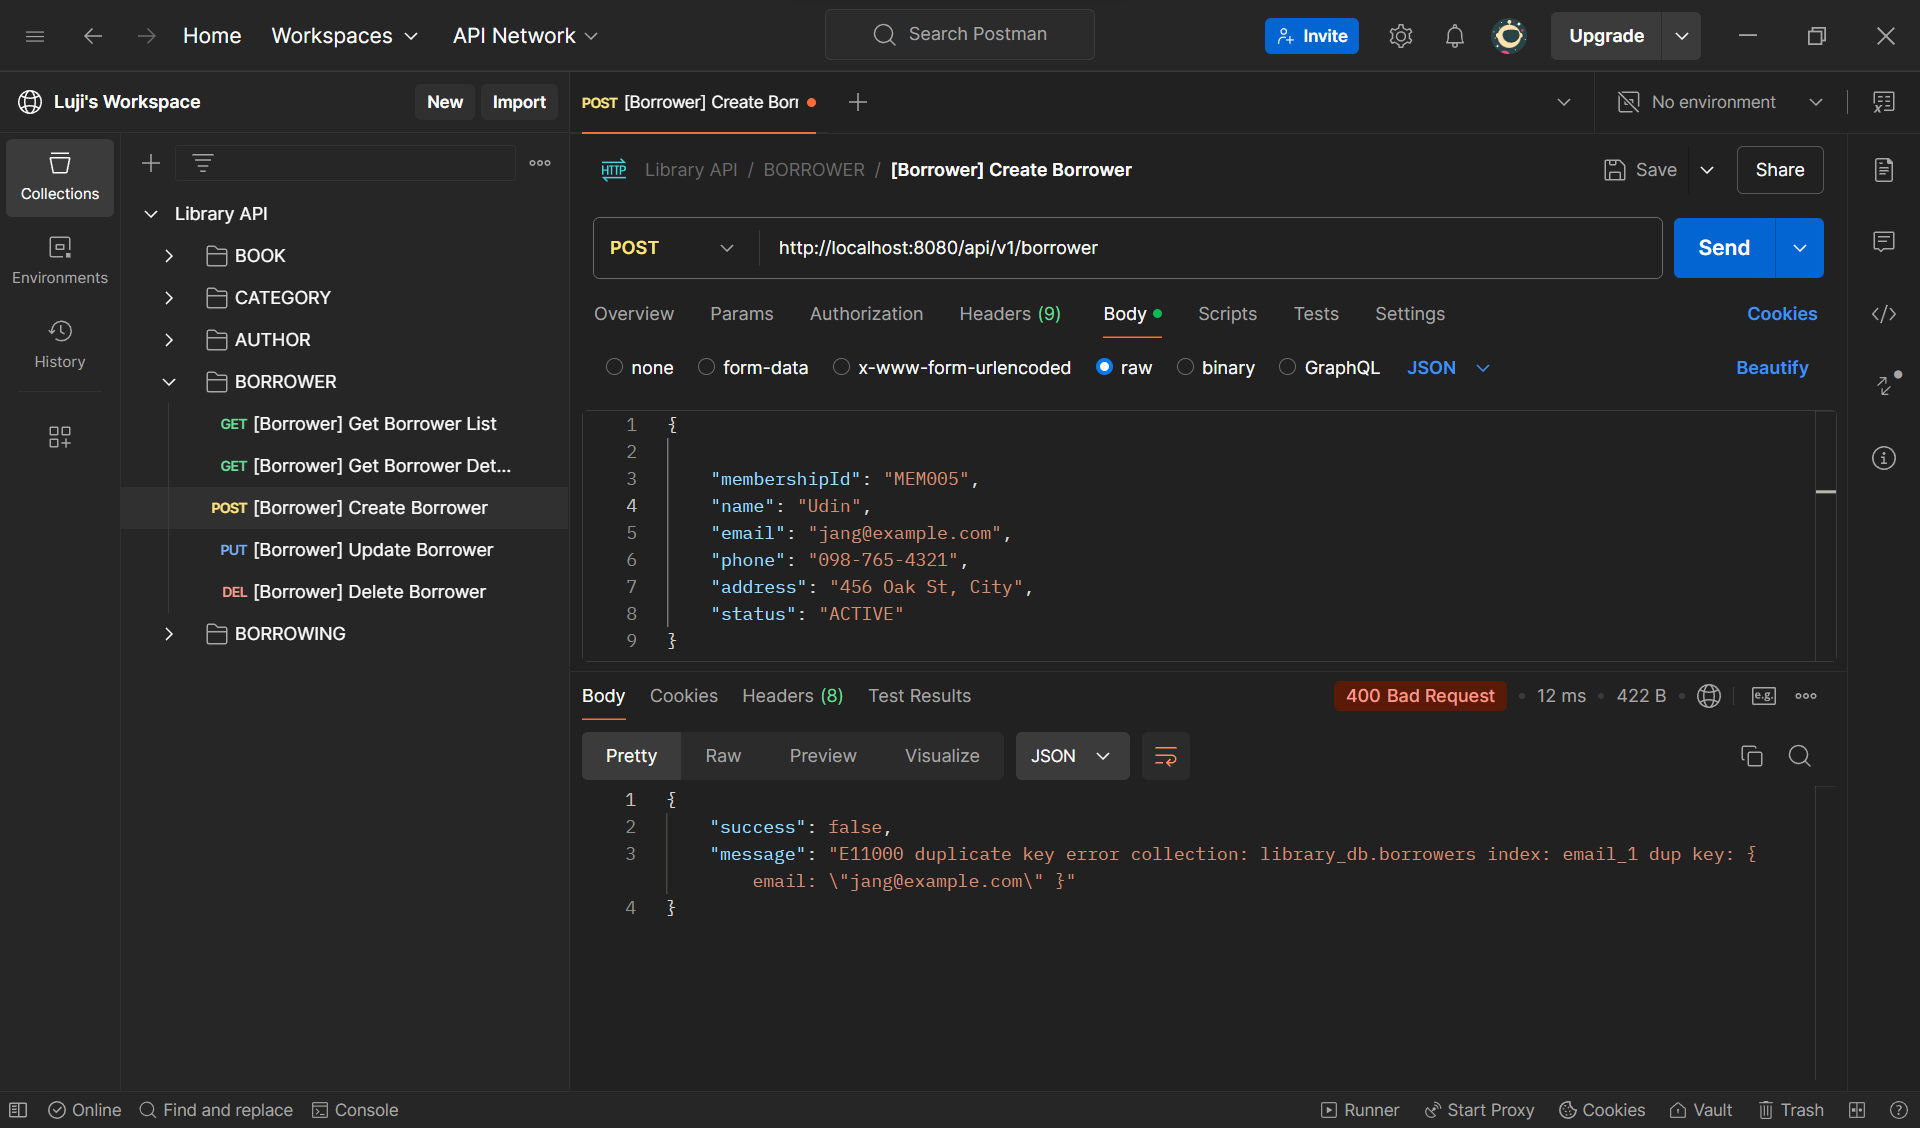 Home
Workspaces
API Network
Search Postman
Invite
Upgrade
Luji's Workspace
New
Import
POST [Borrower] Create Borr
No environment
Collections
Environments
History
Library API
BOOK
CATEGORY
AUTHOR
BORROWER
GET [Borrower] Get Borrower List
GET [Borrower] Get Borrower Det...
POST [Borrower] Create Borrower
PUT [Borrower] Update Borrower
DEL [Borrower] Delete Borrower
BORROWING
HTTP Library API / BORROWER / [Borrower] Create Borrower
Save
Share
POST
http://localhost:8080/api/v1/borrower
Send
Overview
Params
Authorization
Headers (9)
Body
Scripts
Tests
Settings
Cookies
none
form-data
x-www-form-urlencoded
raw
binary
GraphQL
JSON
Beautify
1 {
2
3 "membershipId": "MEM005",
4 "name": "Udin",
5 "email": "jang@example.com",
6 "phone": "098-765-4321",
7 "address": "456 Oak St, City",
8 "status": "ACTIVE"
9 }
Body
Cookies
Headers (8)
Test Results
400 Bad Request
12 ms
422 B
e.g.
Pretty
Raw
Preview
Visualize
JSON
1 {
2 "success": false,
3 "message": "E11000 duplicate key error collection: library_db.borrowers index: email_1 dup key: {
email: \"jang@example.com\" }"
4 }
Online
Find and replace
Console
Runner
Start Proxy
Cookies
Vault
Trash